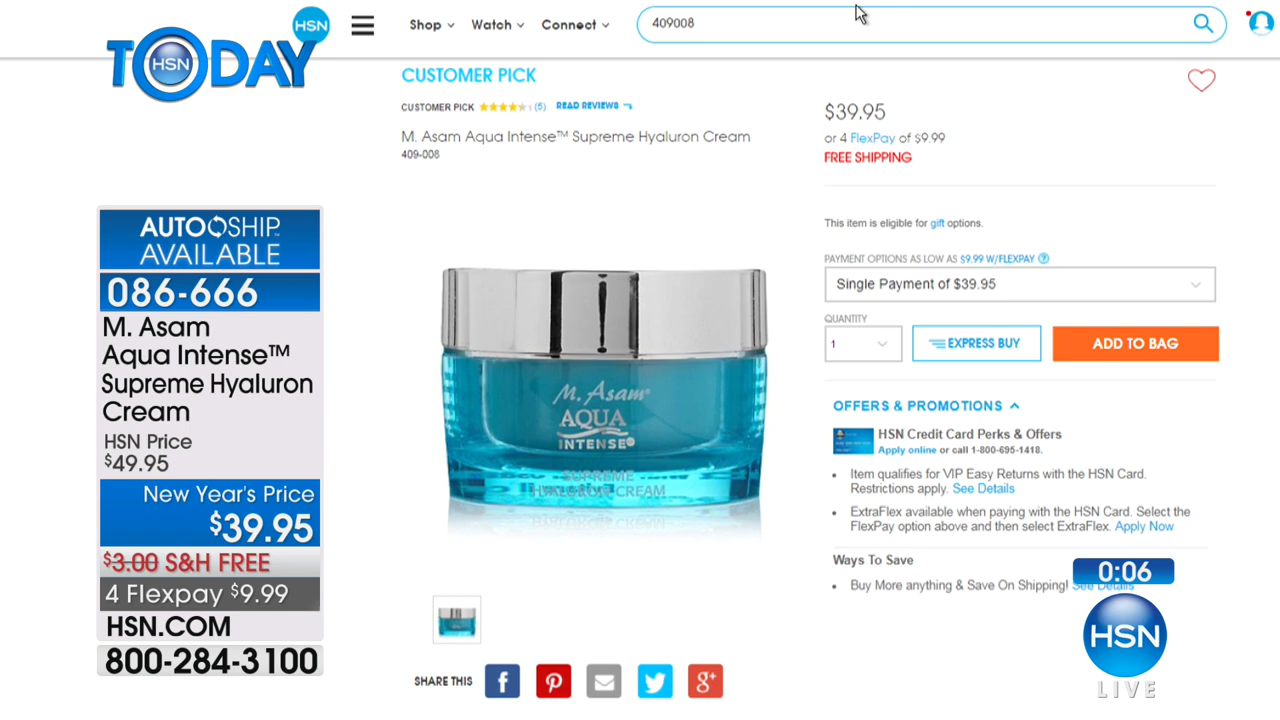 HSN
TODAY
HSN
Shop
Watch
Connect
409008
CUSTOMER PICK
CUSTOMER PICK
(5)
READ REVIEWS
M. Asam Aqua Intense™ Supreme Hyaluron Cream
409-008
$39.95
or 4 FlexPay of $9.99
FREE SHIPPING
This item is eligible for gift options.
PAYMENT OPTIONS AS LOW AS $9.99 W/FLEXPAY ?
Single Payment of $39.95
QUANTITY
1
EXPRESS BUY
ADD TO BAG
OFFERS & PROMOTIONS
HSN Credit Card Perks & Offers
Apply online or call 1-800-695-1418.
Item qualifies for VIP Easy Returns with the HSN Card.
Restrictions apply. See Details
ExtraFlex available when paying with the HSN Card. Select the
FlexPay option above and then select ExtraFlex. Apply Now
Ways To Save
Buy More anything & Save On Shipping! See Details
AUTOSHIP
AVAILABLE
086-666
M. Asam
Aqua Intense™
Supreme Hyaluron
Cream
HSN Price
$49.95
New Year's Price
$39.95
$3.00 S&H FREE
4 Flexpay $9.99
HSN.COM
800-284-3100
M. Asam®
AQUA
INTENSE
SUPREME
HYALURON CREAM
SHARE THIS
f
g+
0:06
HSN
LIVE